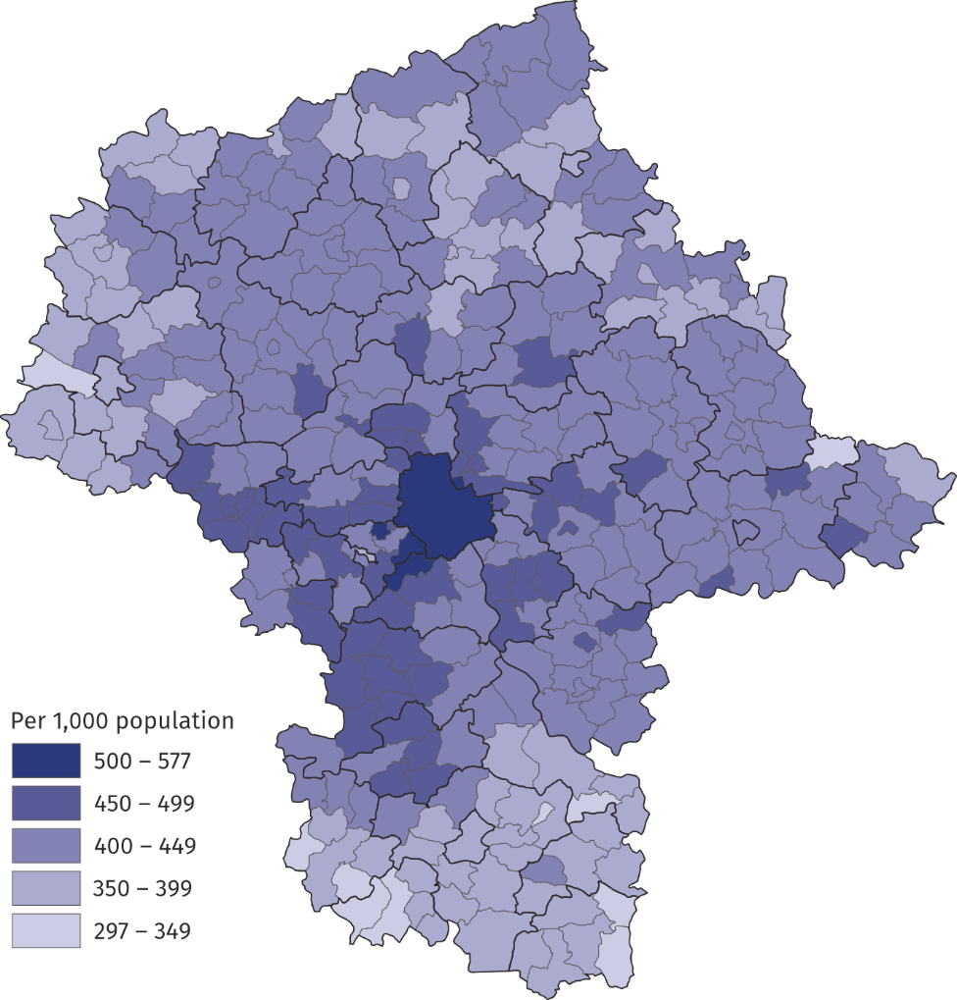 Per 1,000 population
500 – 577
450 – 499
400 – 449
350 – 399
297 – 349